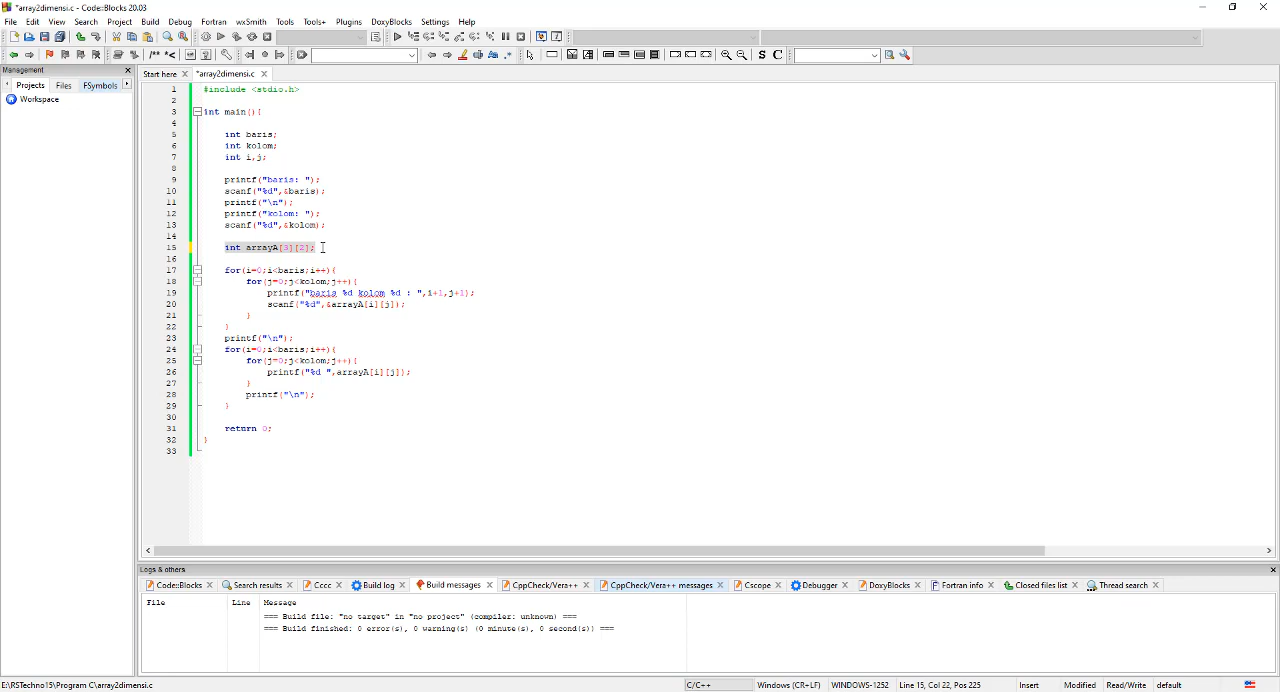 *array2dimensi.c - Code::Blocks 20.03
File Edit View Search Project Build Debug Fortran wxSmith Tools Tools+ Plugins DoxyBlocks Settings Help
Management
Projects Files FSymbols
Workspace
Start here *array2dimensi.c
1 #include <stdio.h>
2
3 int main(){
4
5 int baris;
6 int kolom;
7 int i,j;
8
9 printf("baris: ");
10 scanf("%d",&baris);
11 printf("\n");
12 printf("kolom: ");
13 scanf("%d",&kolom);
14
15 int arrayA[3][2];
16
17 for(i=0;i<baris;i++){
18 for(j=0;j<kolom;j++){
19 printf("baris %d kolom %d : ",i+1,j+1);
20 scanf("%d",&arrayA[i][j]);
21 }
22 }
23 printf("\n");
24 for(i=0;i<baris;i++){
25 for(j=0;j<kolom;j++){
26 printf("%d ",arrayA[i][j]);
27 }
28 printf("\n");
29 }
30
31 return 0;
32 }
33
Logs & others
Code::Blocks Search results Cccc Build log Build messages CppCheck/Vera++ CppCheck/Vera++ messages Cscope Debugger DoxyBlocks Fortran info Closed files list Thread search
File Line Message
=== Build file: "no target" in "no project" (compiler: unknown) ===
=== Build finished: 0 error(s), 0 warning(s) (0 minute(s), 0 second(s)) ===
E:\RSTechno15\Program C\array2dimensi.c C/C++ Windows (CR+LF) WINDOWS-1252 Line 15, Col 22, Pos 225 Insert Modified Read/Write default